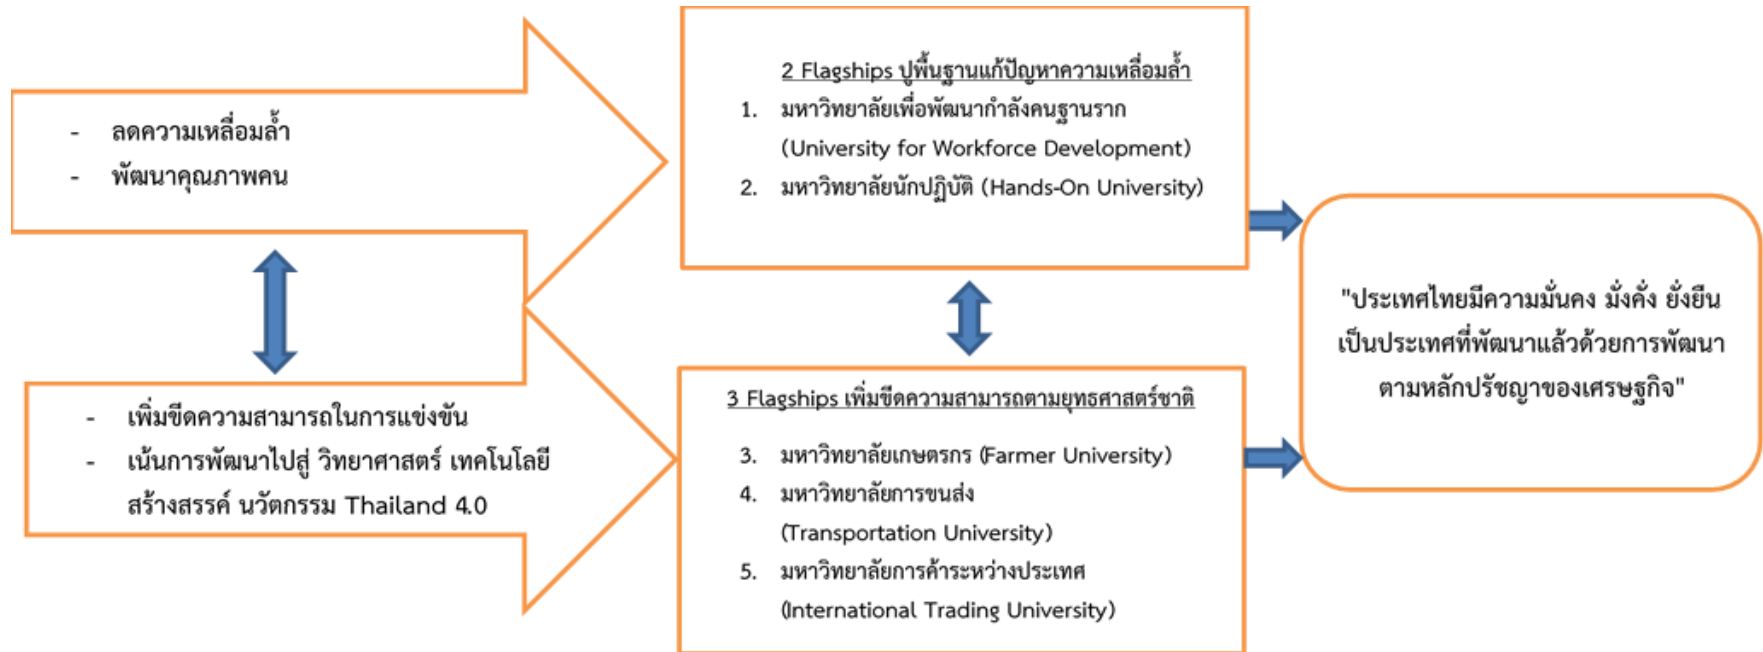 - ลดความเหลื่อมล้ำ
- พัฒนาคุณภาพคน
- เพิ่มขีดความสามารถในการแข่งขัน
- เน้นการพัฒนาไปสู่ วิทยาศาสตร์ เทคโนโลยี
สร้างสรรค์ นวัตกรรม Thailand 4.0
2 Flagships ปูพื้นฐานแก้ปัญหาความเหลื่อมล้ำ
1. มหาวิทยาลัยเพื่อพัฒนากำลังคนฐานราก
(University for Workforce Development)
2. มหาวิทยาลัยนักปฏิบัติ (Hands-On University)
3 Flagships เพิ่มขีดความสามารถตามยุทธศาสตร์ชาติ
3. มหาวิทยาลัยเกษตรกร (Farmer University)
4. มหาวิทยาลัยการขนส่ง
(Transportation University)
5. มหาวิทยาลัยการค้าระหว่างประเทศ
(International Trading University)
"ประเทศไทยมีความมั่นคง มั่งคั่ง ยั่งยืน
เป็นประเทศที่พัฒนาแล้วด้วยการพัฒนา
ตามหลักปรัชญาของเศรษฐกิจ"